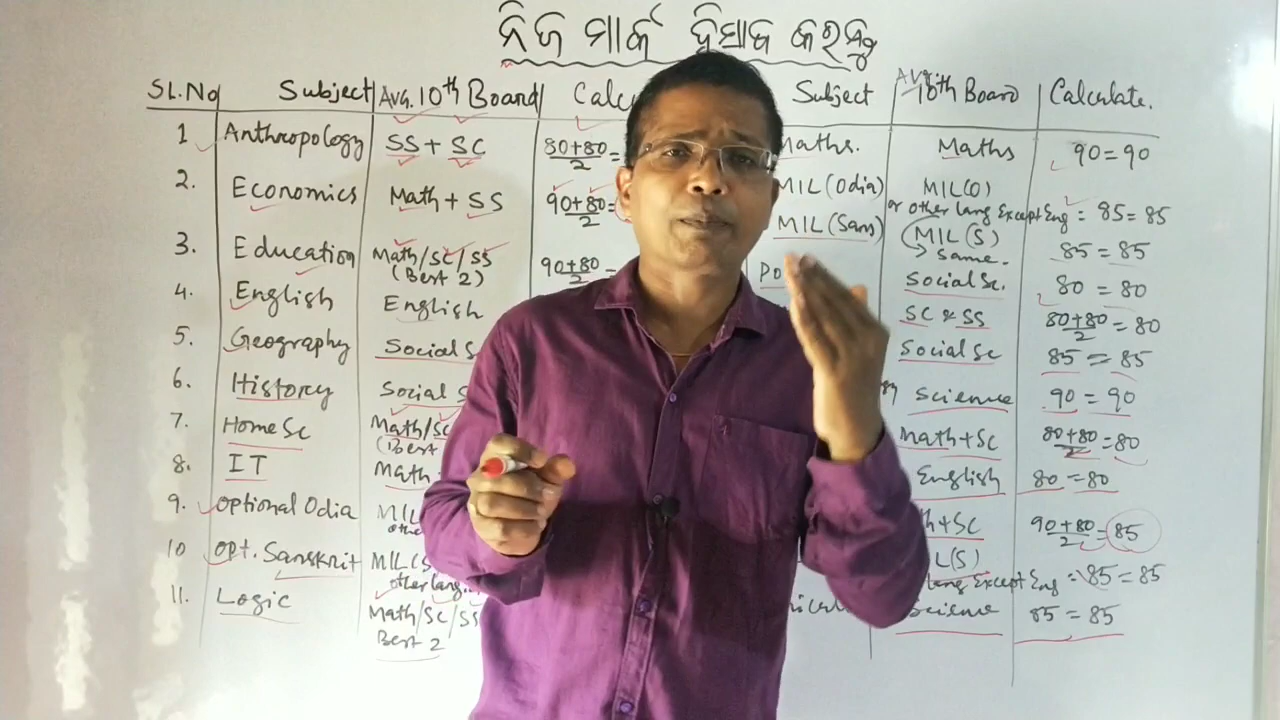 ନିଜ ମାର୍କ ହିସାବ କରନ୍ତୁ
SL.No Subject Avg. 10th Board Subject Avg 10th Board Calculate.
1 Anthropology SS + SC 80+80/2 = Maths. Maths 90=90
2. Economics Math + SS 90+80/2 = MIL(Odia) MIL(O) or other lang Except Eng = 85=85
MIL(Sans) MIL(S) → same. 85=85
3. Education Math/SC/SS (Best 2) 90+80/2 Social Sc. 80=80
4. English English SC & SS 80+80/2 = 80
5. Geography Social Social Sc 85=85
6. History Social Science 90=90
7. Home Sc Math/SC (Best Math+SC 80+80/2 =80
8. IT Math English 80=80
9. Optional Odia +SC 90+80/2 = 85
10 Opt. Sanskrit MIL(S other lang. (S) lang Except Eng = 85=85
11. Logic Math/SC/SS Best 2 Science 85=85